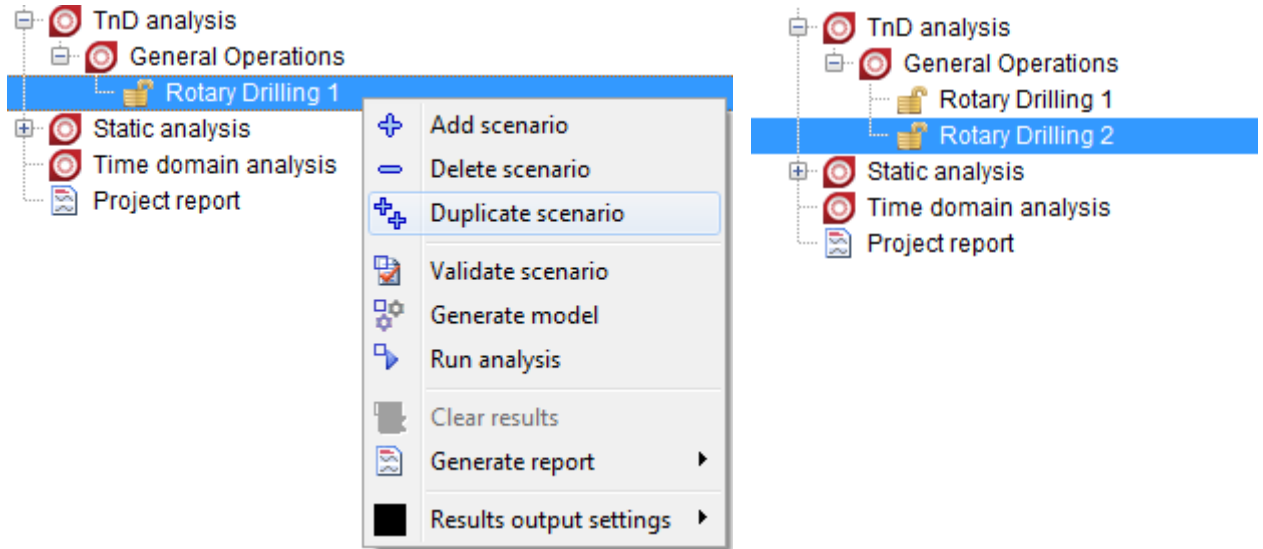 TnD analysis
General Operations
Rotary Drilling 1
Static analysis
Time domain analysis
Project report
Add scenario
Delete scenario
Duplicate scenario
Validate scenario
Generate model
Run analysis
Clear results
Generate report
Results output settings
TnD analysis
General Operations
Rotary Drilling 1
Rotary Drilling 2
Static analysis
Time domain analysis
Project report